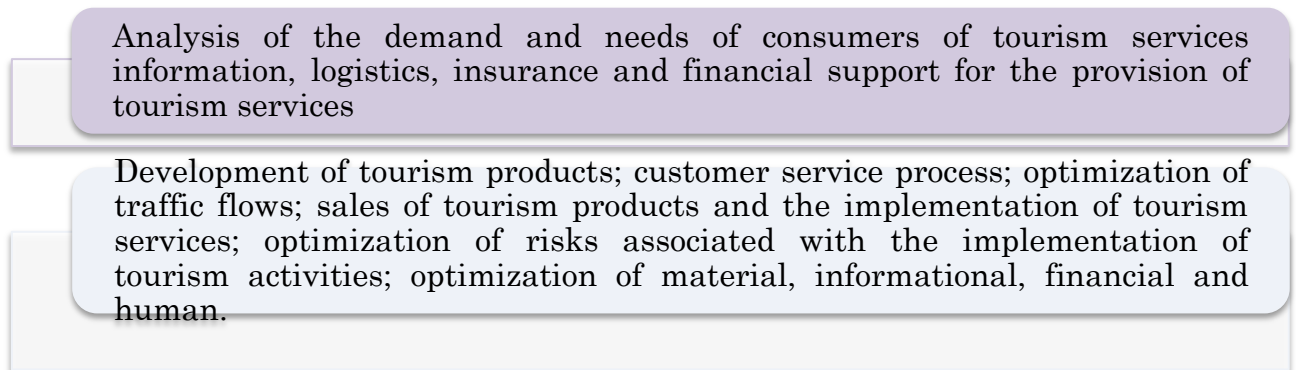 Analysis of the demand and needs of consumers of tourism services
information, logistics, insurance and financial support for the provision of
tourism services
Development of tourism products; customer service process; optimization of
traffic flows; sales of tourism products and the implementation of tourism
services; optimization of risks associated with the implementation of
tourism activities; optimization of material, informational, financial and
human.